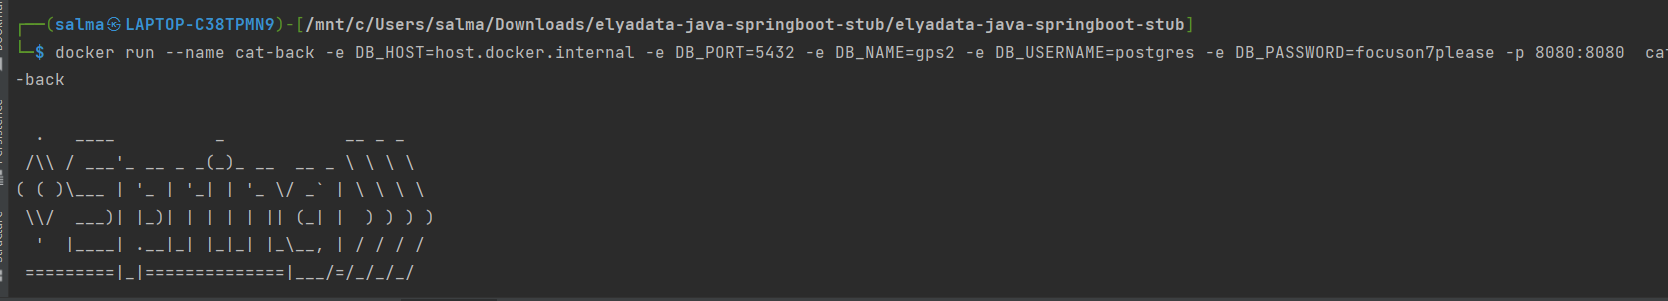 ┌──(salma㉿LAPTOP-C38TPMN9)-[/mnt/c/Users/salma/Downloads/elyadata-java-springboot-stub/elyadata-java-springboot-stub]
└─$ docker run --name cat-back -e DB_HOST=host.docker.internal -e DB_PORT=5432 -e DB_NAME=gps2 -e DB_USERNAME=postgres -e DB_PASSWORD=focuson7please -p 8080:8080  cat
-back
  .   ____          _            __ _ _
 /\\ / ___'_ __ _ _(_)_ __  __ _ \ \ \ \
( ( )\___ | '_ | '_| | '_ \/ _` | \ \ \ \
 \\/  ___)| |_)| | | | | || (_| |  ) ) ) )
  '  |____| .__|_| |_|_| |_\__, | / / / /
 =========|_|==============|___/=/_/_/_/